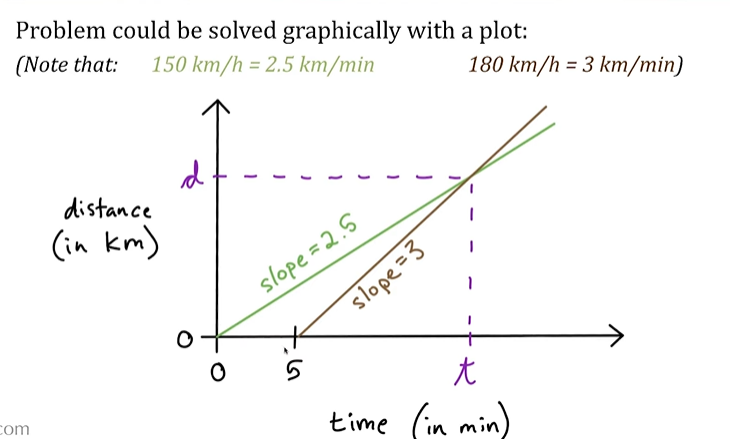 Problem could be solved graphically with a plot:
(Note that: 150 km/h = 2.5 km/min 180 km/h = 3 km/min)
d
distance
(in km)
slope = 2.5
slope = 3
0
0 5 t
time (in min)
com